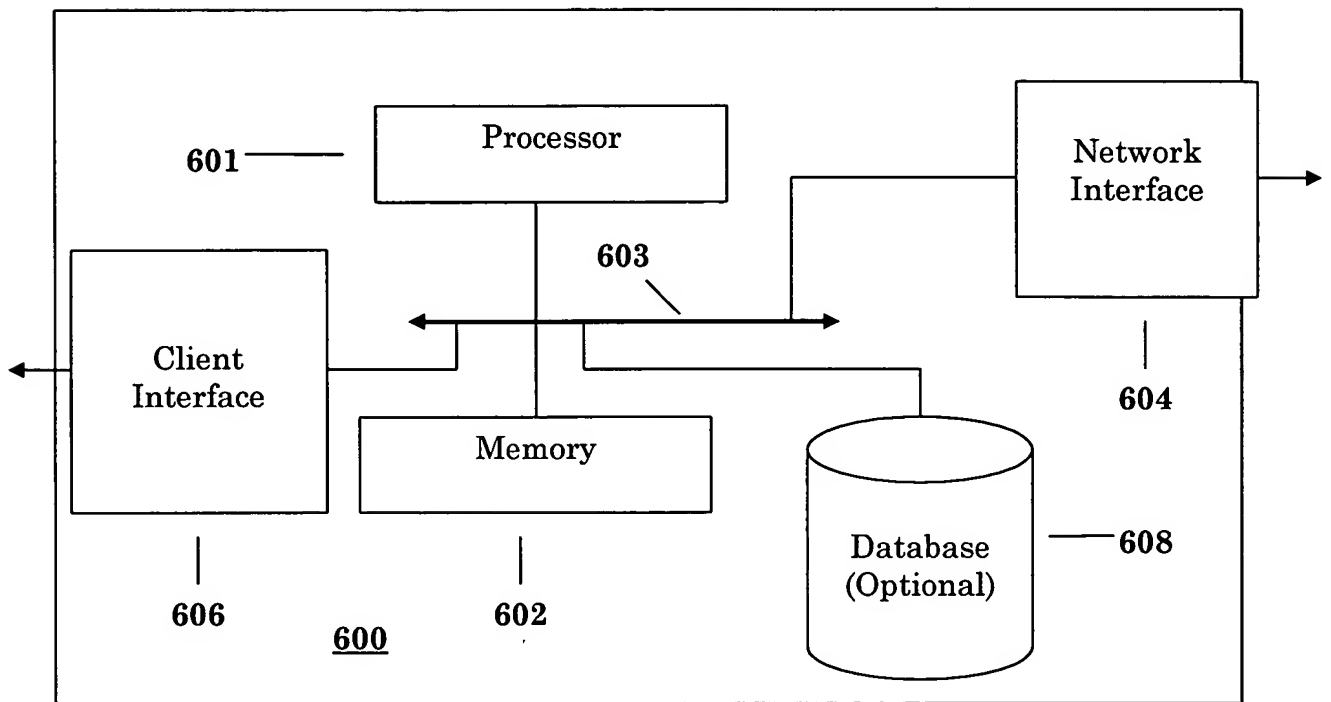 Processor
601
Network
Interface
603
Client
Interface
604
Memory
Database
(Optional)
608
606
602
600